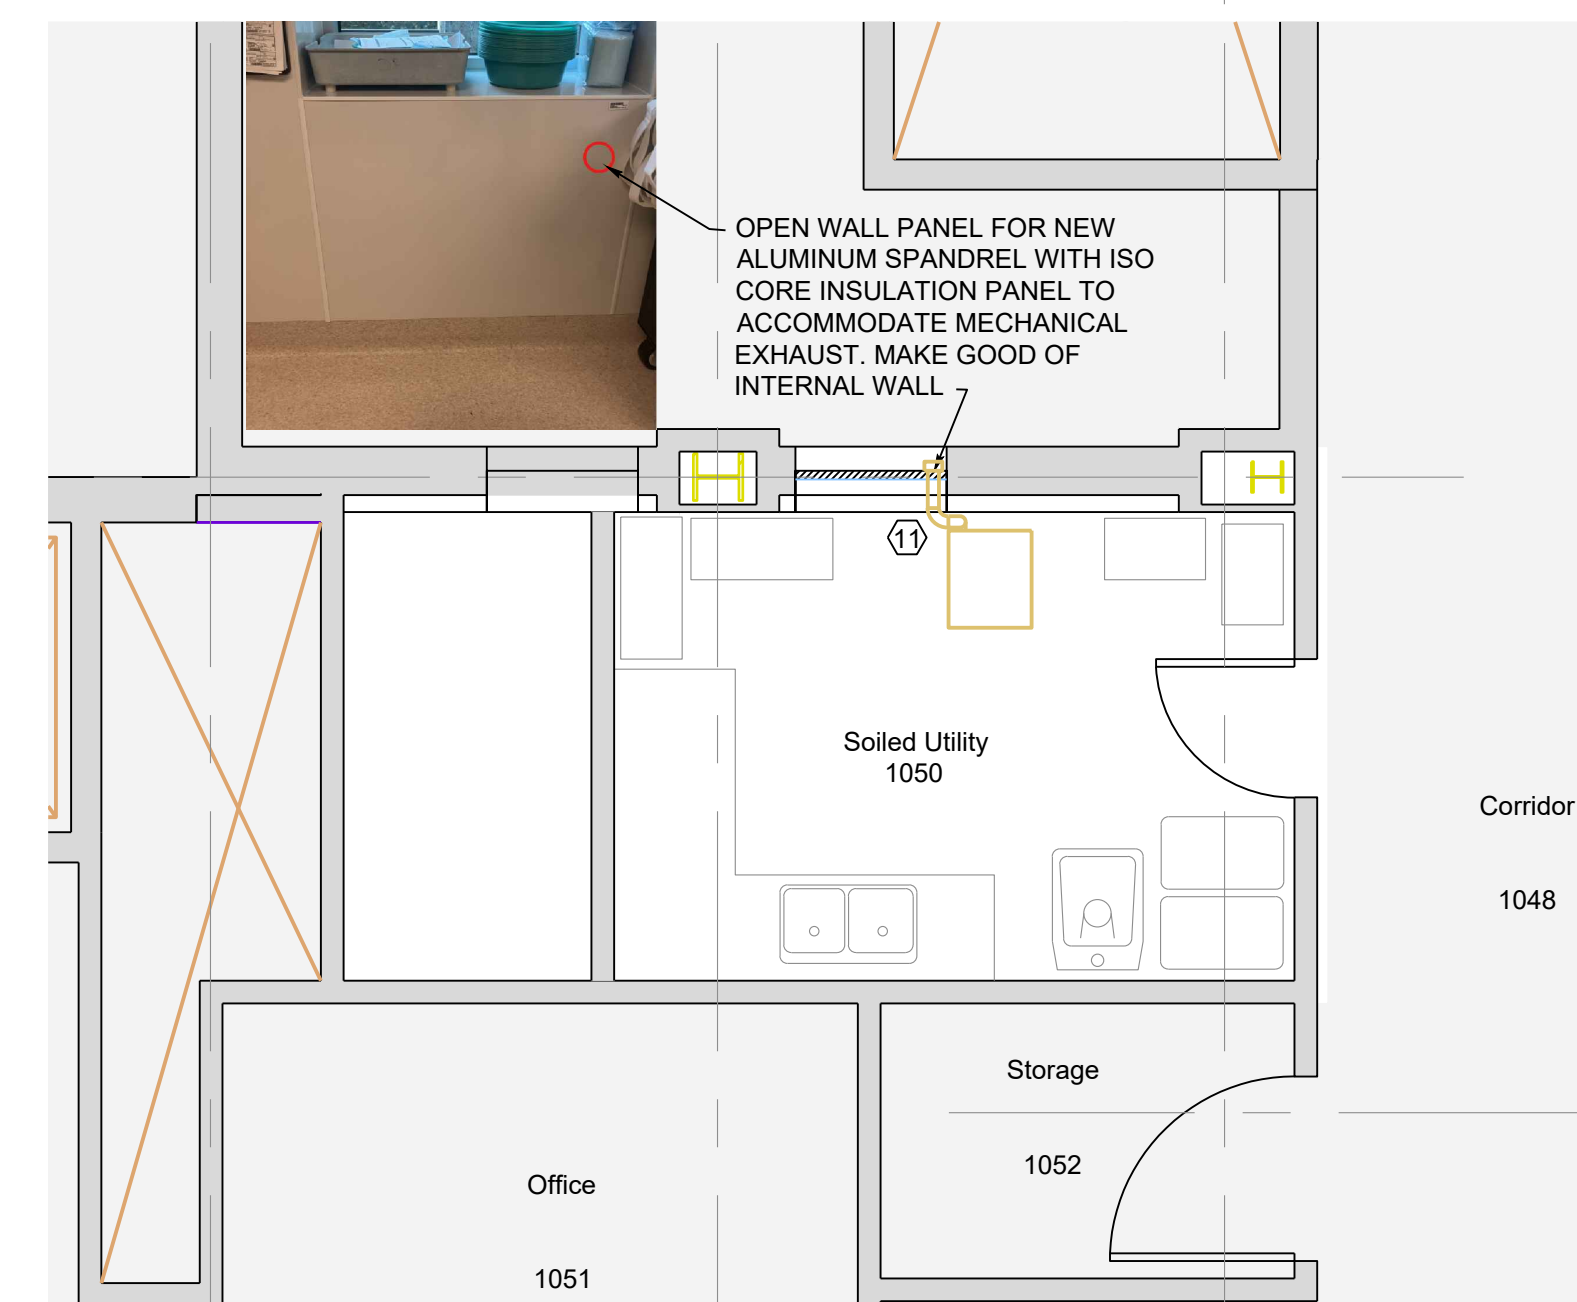 OPEN WALL PANEL FOR NEW
ALUMINUM SPANDREL WITH ISO
CORE INSULATION PANEL TO
ACCOMMODATE MECHANICAL
EXHAUST. MAKE GOOD OF
INTERNAL WALL
11
Soiled Utility
1050
Corridor
1048
Storage
1052
Office
1051